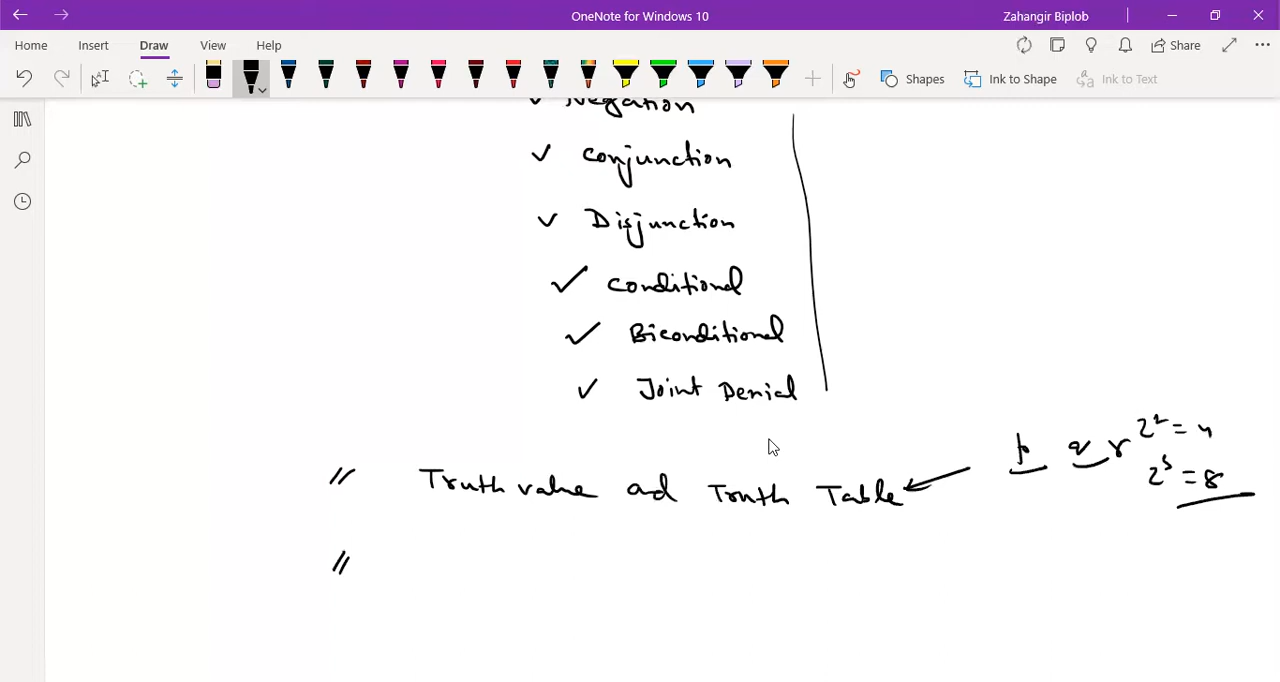 OneNote for Windows 10
Zahangir Biplob
Home Insert Draw View Help
Share
Shapes Ink to Shape Ink to Text
✓ Negation
✓ Conjunction
✓ Disjunction
✓ Conditional
✓ Biconditional
✓ Joint Denial
p q r 2² = 4
// Truth value ad Truth Table
2³ = 8
//